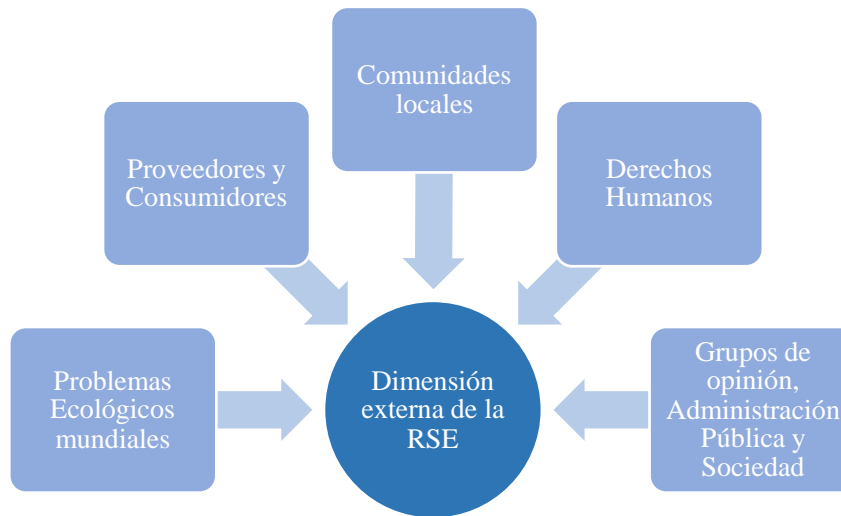 Comunidades
locales
Proveedores y
Consumidores
Derechos
Humanos
Problemas
Ecológicos
mundiales
Dimensión
externa de la
RSE
Grupos de
opinión,
Administración
Pública y
Sociedad